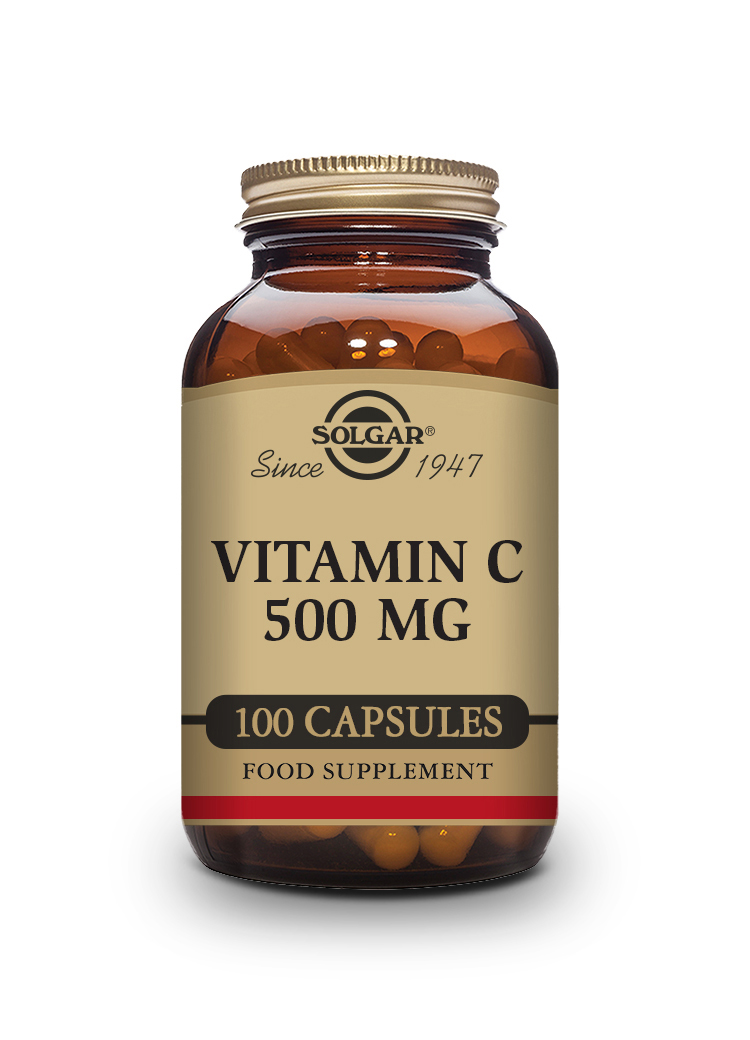 SOLGAR®
Since 1947
VITAMIN C
500 MG
100 CAPSULES
FOOD SUPPLEMENT